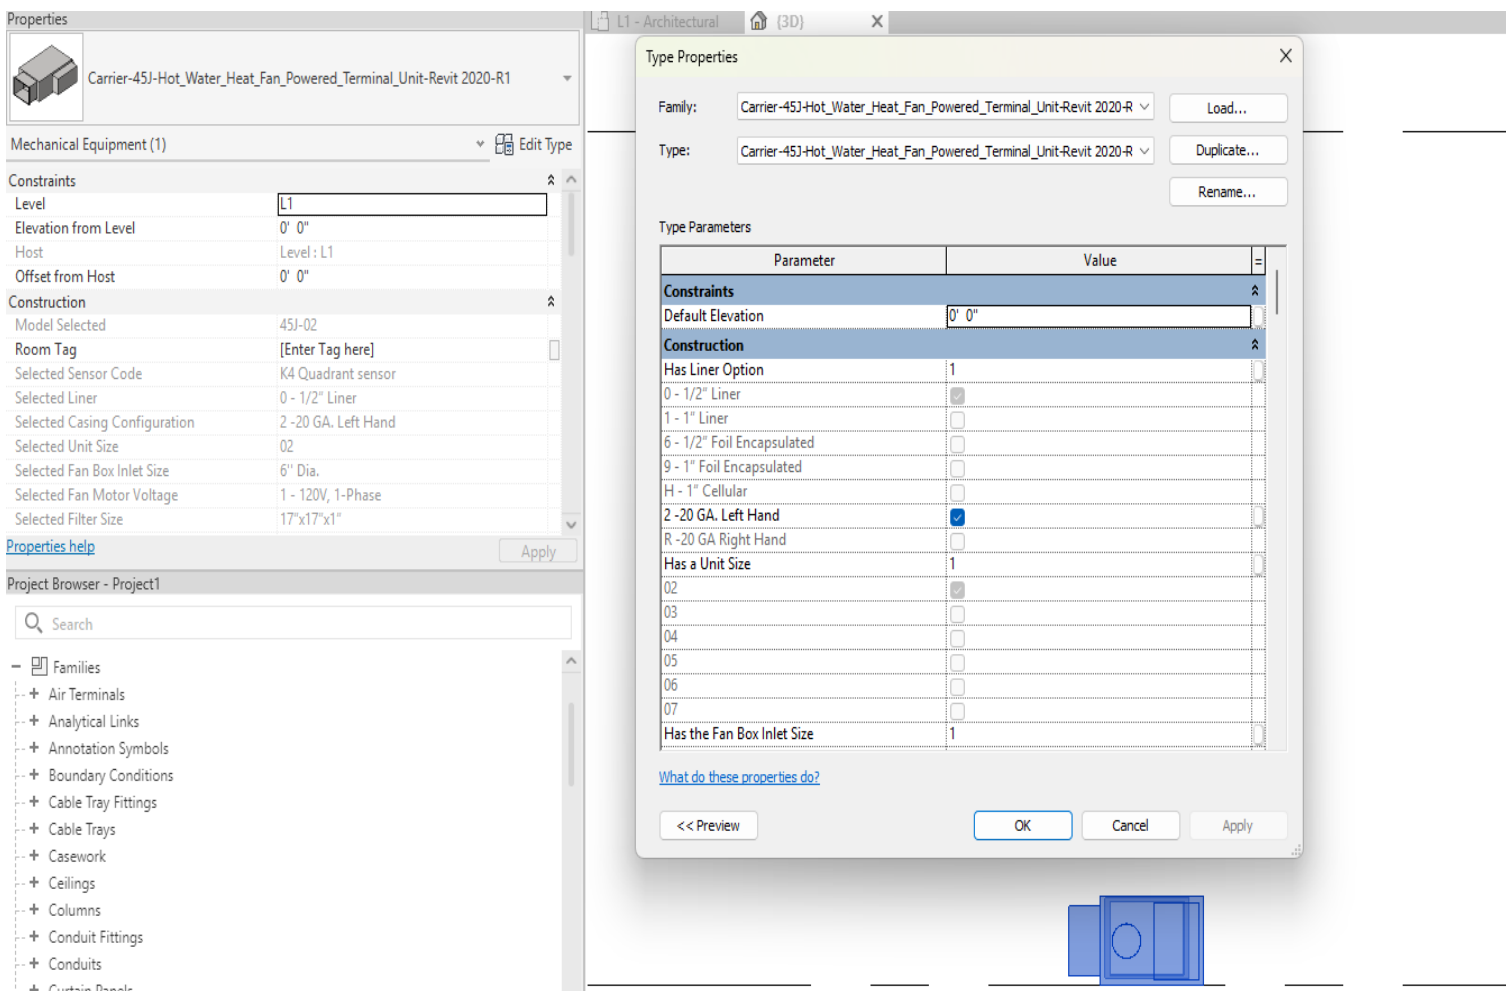 Properties
Carrier-45J-Hot_Water_Heat_Fan_Powered_Terminal_Unit-Revit 2020-R1
Mechanical Equipment (1)
Edit Type
Constraints
Level L1
Elevation from Level 0' 0"
Host Level : L1
Offset from Host 0' 0"
Construction
Model Selected 45J-02
Room Tag [Enter Tag here]
Selected Sensor Code K4 Quadrant sensor
Selected Liner 0 - 1/2" Liner
Selected Casing Configuration 2 -20 GA. Left Hand
Selected Unit Size 02
Selected Fan Box Inlet Size 6'' Dia.
Selected Fan Motor Voltage 1 - 120V, 1-Phase
Selected Filter Size 17"x17"x1"
Properties help
Apply
Project Browser - Project1
Search
Families
Air Terminals
Analytical Links
Annotation Symbols
Boundary Conditions
Cable Tray Fittings
Cable Trays
Casework
Ceilings
Columns
Conduit Fittings
Conduits
Curtain Panels
L1 - Architectural
{3D}
Type Properties
Family: Carrier-45J-Hot_Water_Heat_Fan_Powered_Terminal_Unit-Revit 2020-R
Load...
Type: Carrier-45J-Hot_Water_Heat_Fan_Powered_Terminal_Unit-Revit 2020-R
Duplicate...
Rename...
Type Parameters
Parameter Value =
Constraints
Default Elevation 0' 0"
Construction
Has Liner Option 1
0 - 1/2" Liner
1 - 1" Liner
6 - 1/2" Foil Encapsulated
9 - 1" Foil Encapsulated
H - 1" Cellular
2 -20 GA. Left Hand
R -20 GA Right Hand
Has a Unit Size 1
02
03
04
05
06
07
Has the Fan Box Inlet Size 1
What do these properties do?
<< Preview
OK
Cancel
Apply